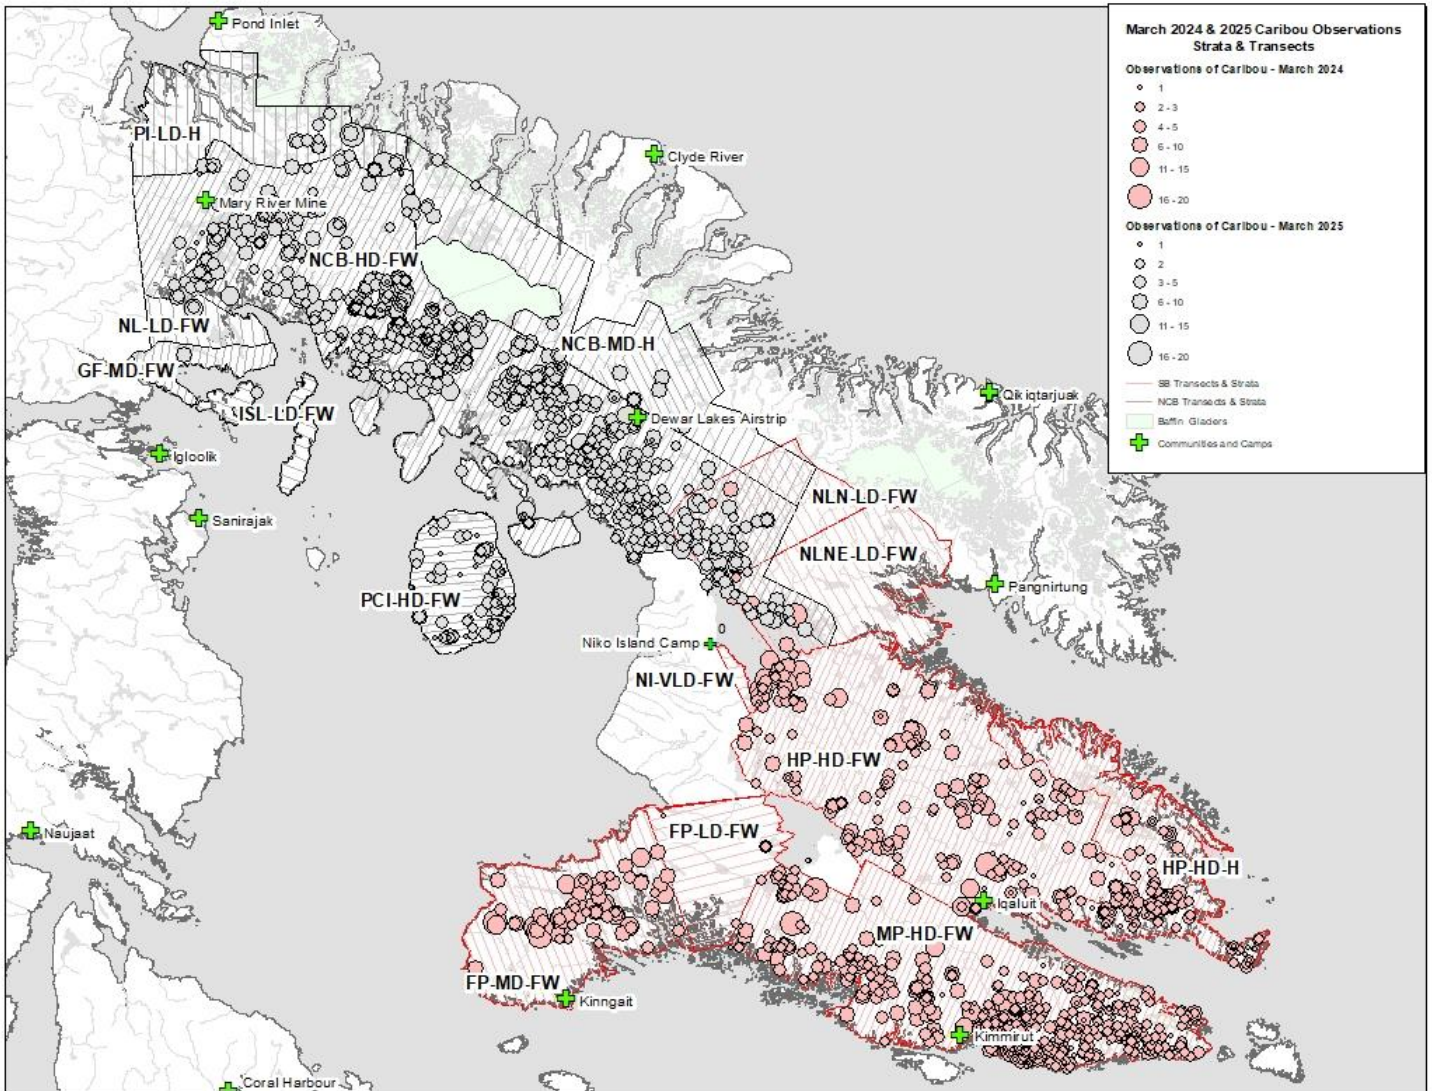 March 2024 & 2025 Caribou Observations
Strata & Transects
Observations of Caribou - March 2024
1
2 - 3
4 - 5
6 - 10
11 - 15
16 - 20
Observations of Caribou - March 2025
1
2
3 - 5
6 - 10
11 - 15
16 - 20
SB Transects & Strata
NCB Transects & Strata
Baffin Glaciers
Communities and Camps
Pond Inlet
PI-LD-H
Clyde River
Mary River Mine
NCB-HD-FW
NL-LD-FW
NCB-MD-H
GF-MD-FW
Qikiqtarjuak
ISL-LD-FW
Dewar Lakes Airstrip
Igloolik
NLN-LD-FW
Sanirajak
NLNE-LD-FW
Pangnirtung
PCI-HD-FW
0
Niko Island Camp
NI-VLD-FW
HP-HD-FW
FP-LD-FW
Naujaat
HP-HD-H
Iqaluit
MP-HD-FW
FP-MD-FW
Kinngait
Kimmirut
Coral Harbour